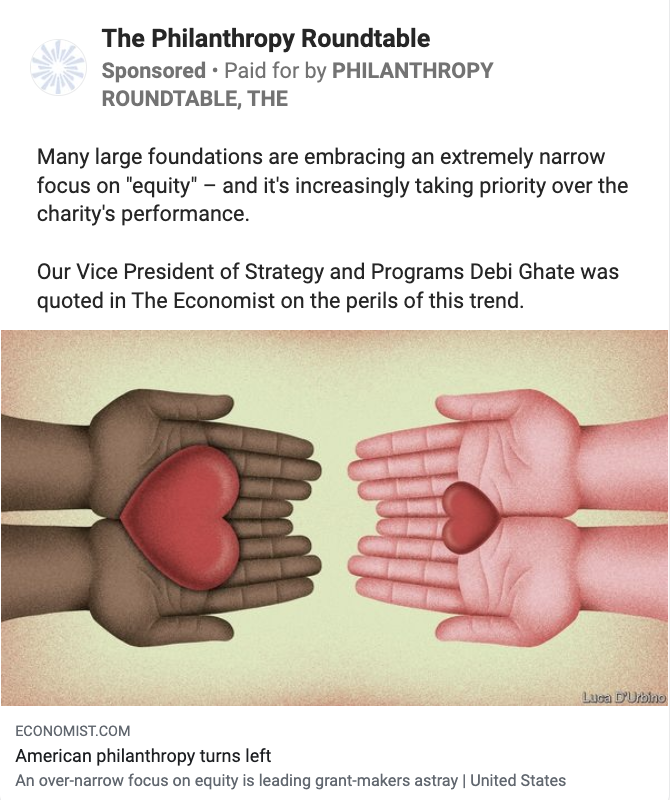 The Philanthropy Roundtable
Sponsored • Paid for by PHILANTHROPY
ROUNDTABLE, THE
Many large foundations are embracing an extremely narrow
focus on "equity" – and it's increasingly taking priority over the
charity's performance.
Our Vice President of Strategy and Programs Debi Ghate was
quoted in The Economist on the perils of this trend.
Luca D'Urbino
ECONOMIST.COM
American philanthropy turns left
An over-narrow focus on equity is leading grant-makers astray | United States